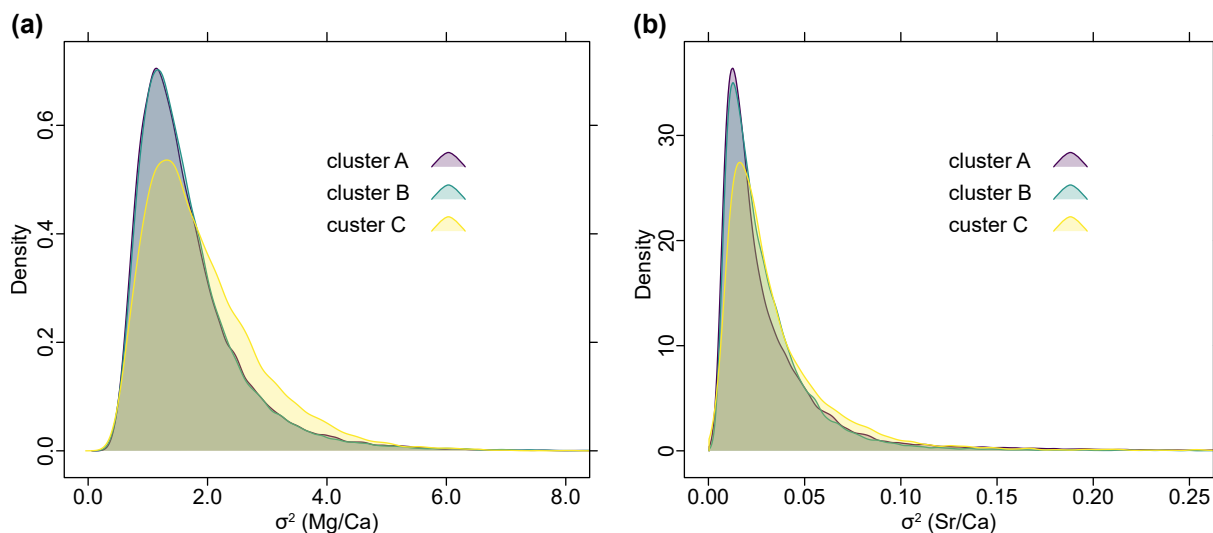 (a)
Density
0.0
0.2
0.4
0.6
0.0 2.0 4.0 6.0 8.0
σ² (Mg/Ca)
cluster A
cluster B
custer C
(b)
Density
0
10
20
30
0.00 0.05 0.10 0.15 0.20 0.25
σ² (Sr/Ca)
cluster A
cluster B
custer C